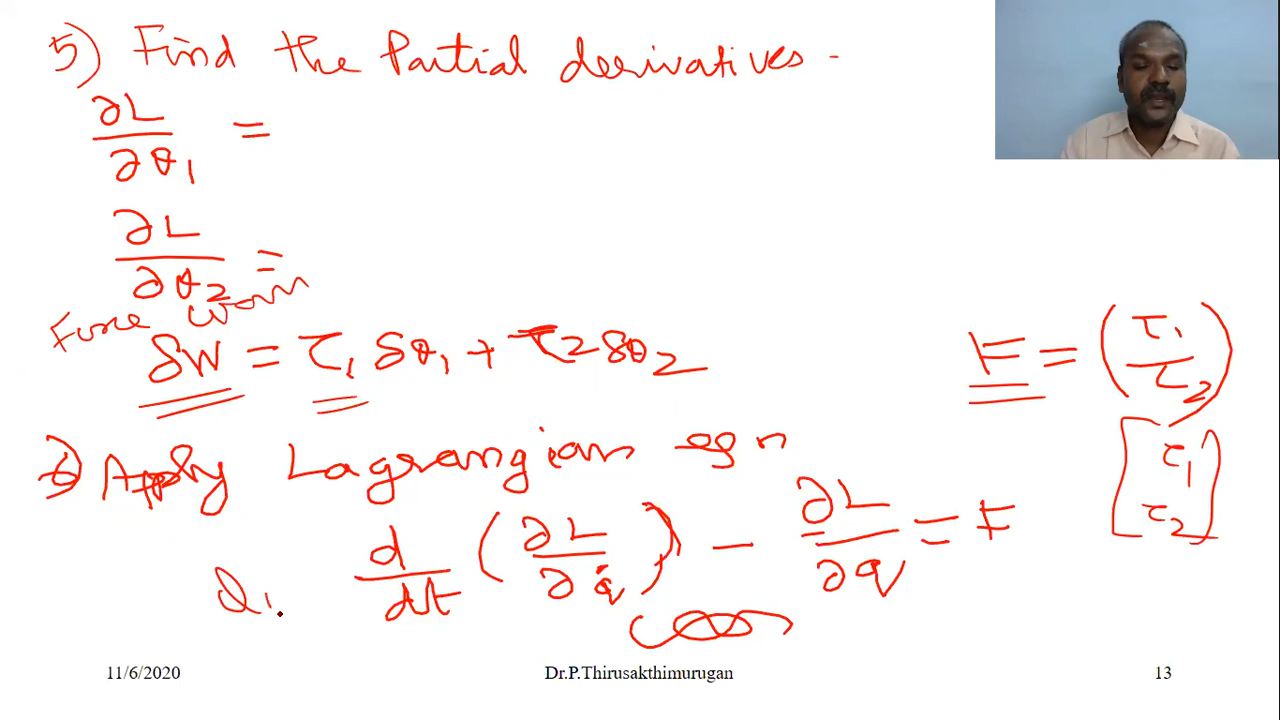 5) Find the Partial derivatives.
∂L/∂θ₁ =
∂L/∂θ₂ =
Force work
δW = τ₁ δθ₁ + τ₂ δθ₂
F = (τ₁/τ₂)
[τ₁
τ₂]
6) Apply Lagrangian eqn
d/dt (∂L/∂q̇) - ∂L/∂q = F
11/6/2020
Dr.P.Thirusakthimurugan
13